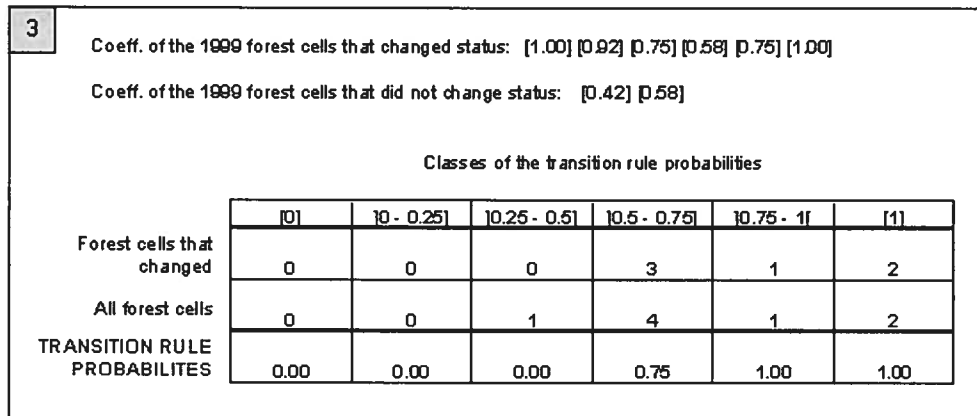 3
Coeff. of the 1999 forest cells that changed status: [1.00] [0.92] [0.75] [0.58] [0.75] [1.00]
Coeff. of the 1999 forest cells that did not change status: [0.42] [0.58]
Classes of the transition rule probabilities
[0] ]0 - 0.25] ]0.25 - 0.5] ]0.5 - 0.75] ]0.75 - 1[ [1]
Forest cells that
changed 0 0 0 3 1 2
All forest cells 0 0 1 4 1 2
TRANSITION RULE
PROBABILITES 0.00 0.00 0.00 0.75 1.00 1.00